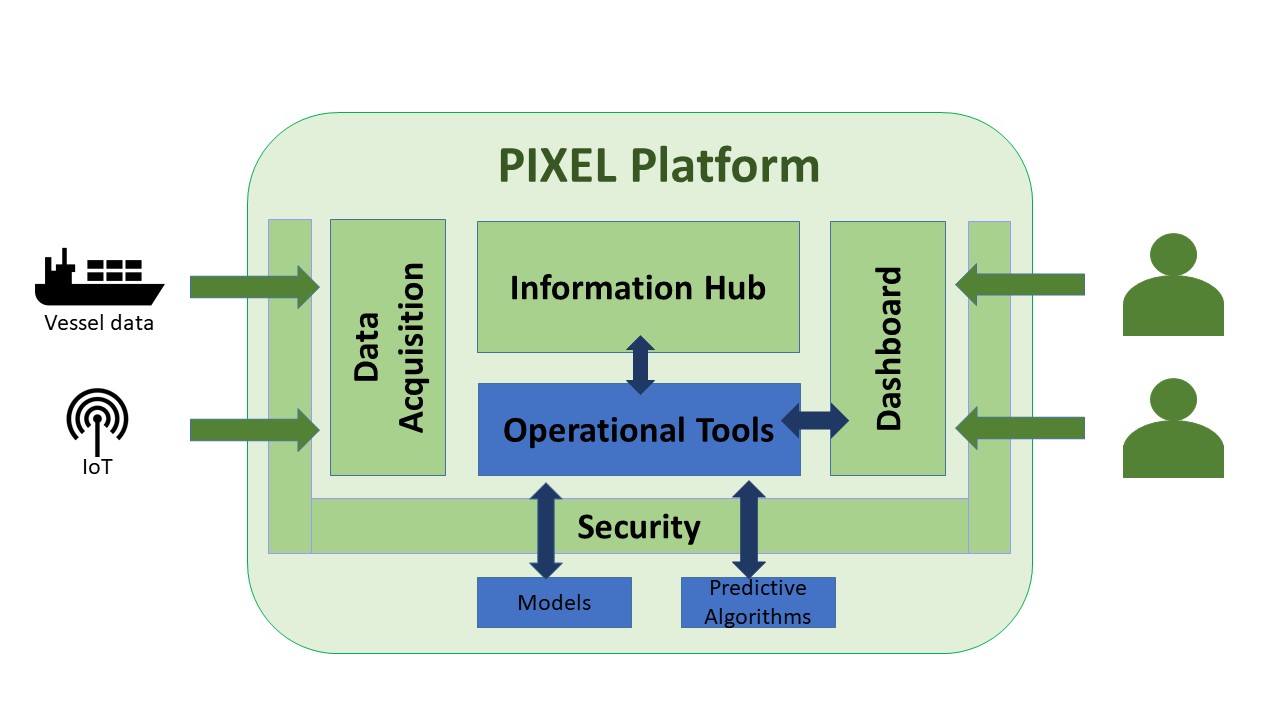 PIXEL Platform
Vessel data
IoT
Data
Acquisition
Information Hub
Operational Tools
Dashboard
Security
Models
Predictive
Algorithms